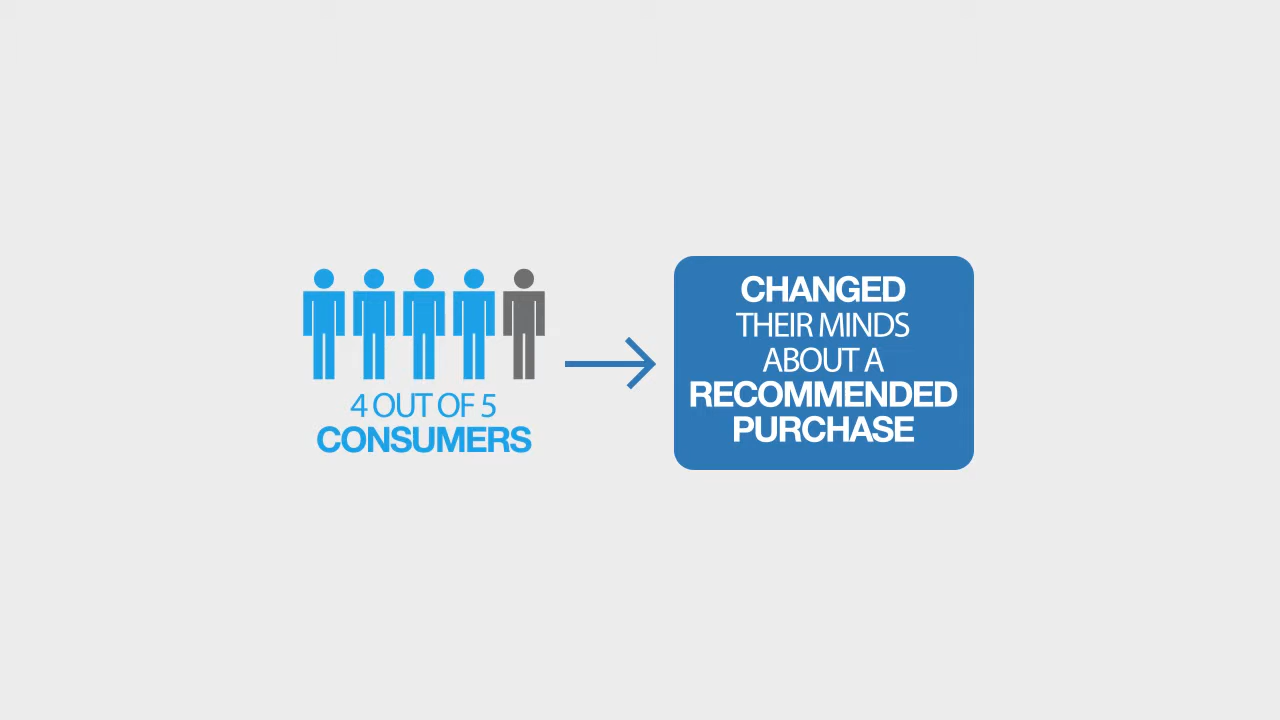 4 OUT OF 5
CONSUMERS
CHANGED
THEIR MINDS
ABOUT A
RECOMMENDED
PURCHASE